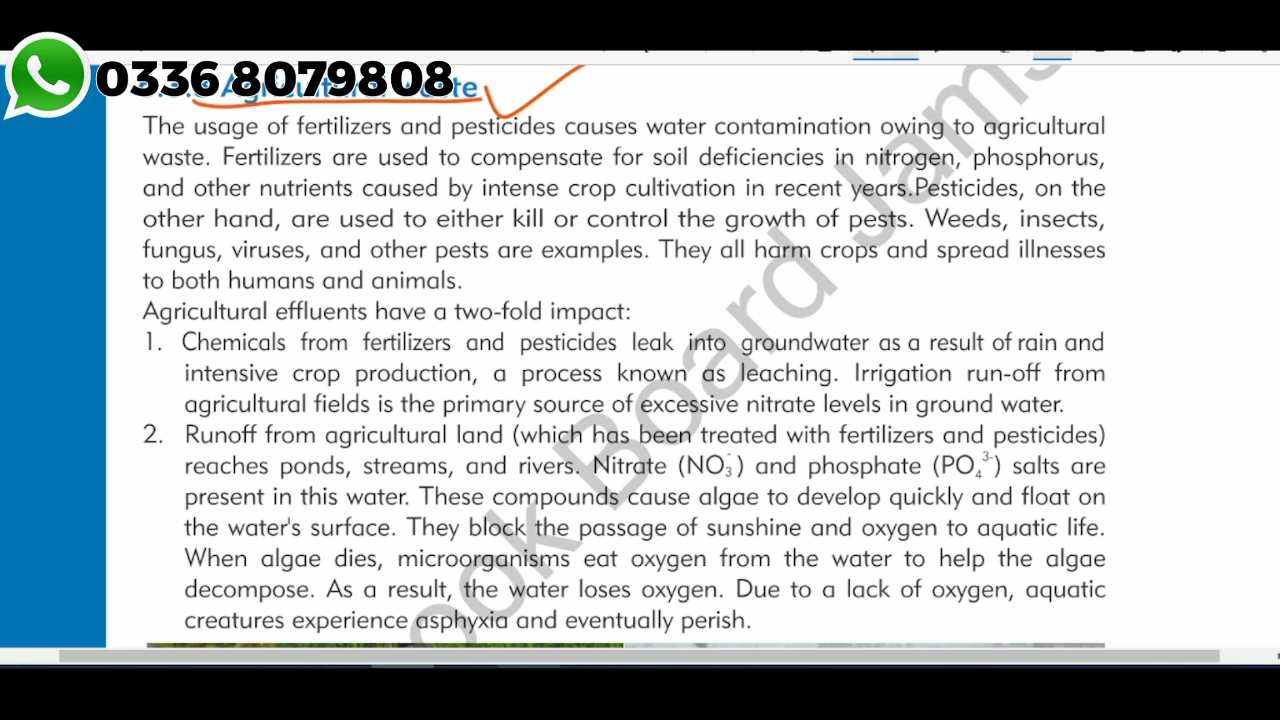 0336 8079808
Agricultural Waste
The usage of fertilizers and pesticides causes water contamination owing to agricultural
waste. Fertilizers are used to compensate for soil deficiencies in nitrogen, phosphorus,
and other nutrients caused by intense crop cultivation in recent years.Pesticides, on the
other hand, are used to either kill or control the growth of pests. Weeds, insects,
fungus, viruses, and other pests are examples. They all harm crops and spread illnesses
to both humans and animals.
Agricultural effluents have a two-fold impact:
1. Chemicals from fertilizers and pesticides leak into groundwater as a result of rain and
intensive crop production, a process known as leaching. Irrigation run-off from
agricultural fields is the primary source of excessive nitrate levels in ground water.
2. Runoff from agricultural land (which has been treated with fertilizers and pesticides)
reaches ponds, streams, and rivers. Nitrate (NO₃⁻) and phosphate (PO₄³⁻) salts are
present in this water. These compounds cause algae to develop quickly and float on
the water's surface. They block the passage of sunshine and oxygen to aquatic life.
When algae dies, microorganisms eat oxygen from the water to help the algae
decompose. As a result, the water loses oxygen. Due to a lack of oxygen, aquatic
creatures experience asphyxia and eventually perish.
ook Board Jams